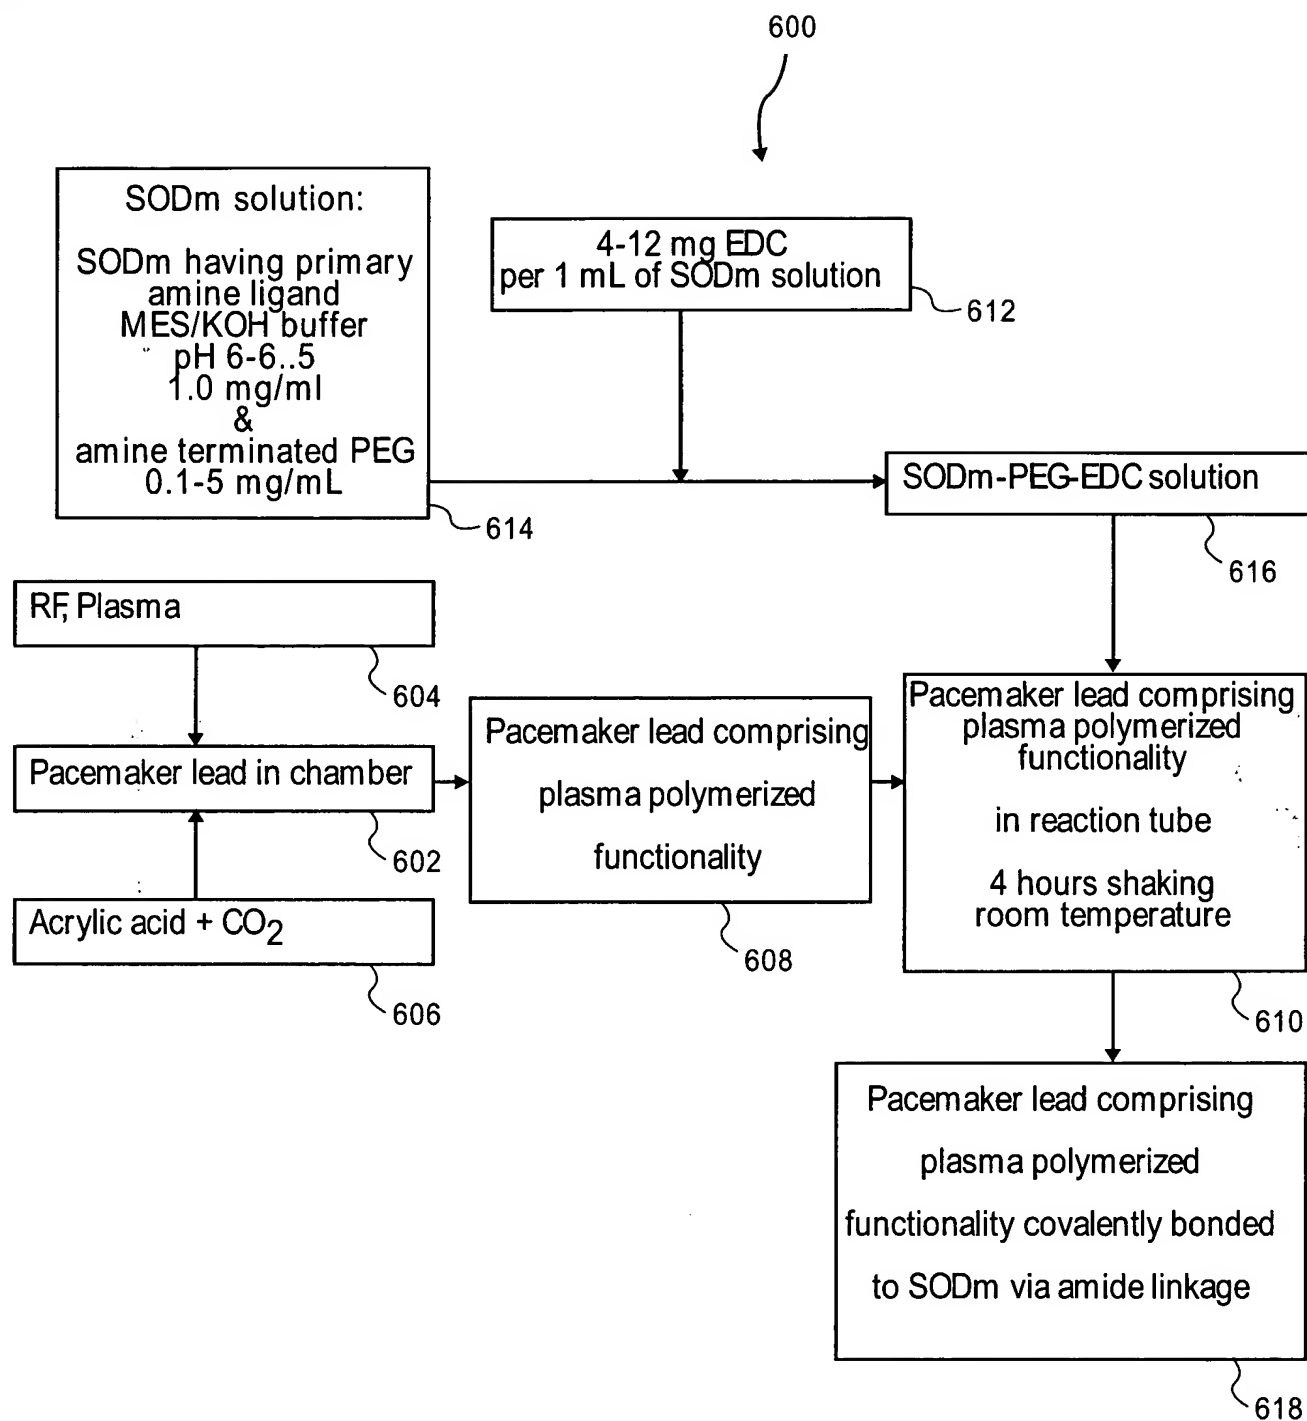 600
SODm solution:
SODm having primary
amine ligand
MES/KOH buffer
pH 6-6..5
1.0 mg/ml
&
amine terminated PEG
0.1-5 mg/mL
614
4-12 mg EDC
per 1 mL of SODm solution
612
SODm-PEG-EDC solution
616
RF, Plasma
604
Pacemaker lead in chamber
602
Acrylic acid + CO2
606
Pacemaker lead comprising
plasma polymerized
functionality
608
Pacemaker lead comprising
plasma polymerized
functionality
in reaction tube
4 hours shaking
room temperature
610
Pacemaker lead comprising
plasma polymerized
functionality covalently bonded
to SODm via amide linkage
618